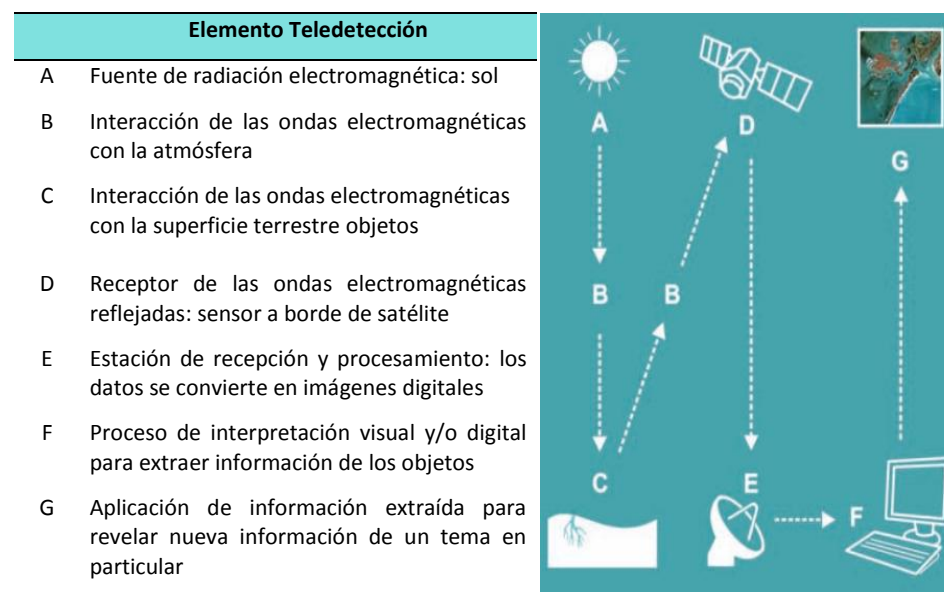 Elemento Teledetección
A Fuente de radiación electromagnética: sol
B Interacción de las ondas electromagnéticas
con la atmósfera
C Interacción de las ondas electromagnéticas
con la superficie terrestre objetos
D Receptor de las ondas electromagnéticas
reflejadas: sensor a borde de satélite
E Estación de recepción y procesamiento: los
datos se convierte en imágenes digitales
F Proceso de interpretación visual y/o digital
para extraer información de los objetos
G Aplicación de información extraída para
revelar nueva información de un tema en
particular
A
D
G
B
B
C
E
F